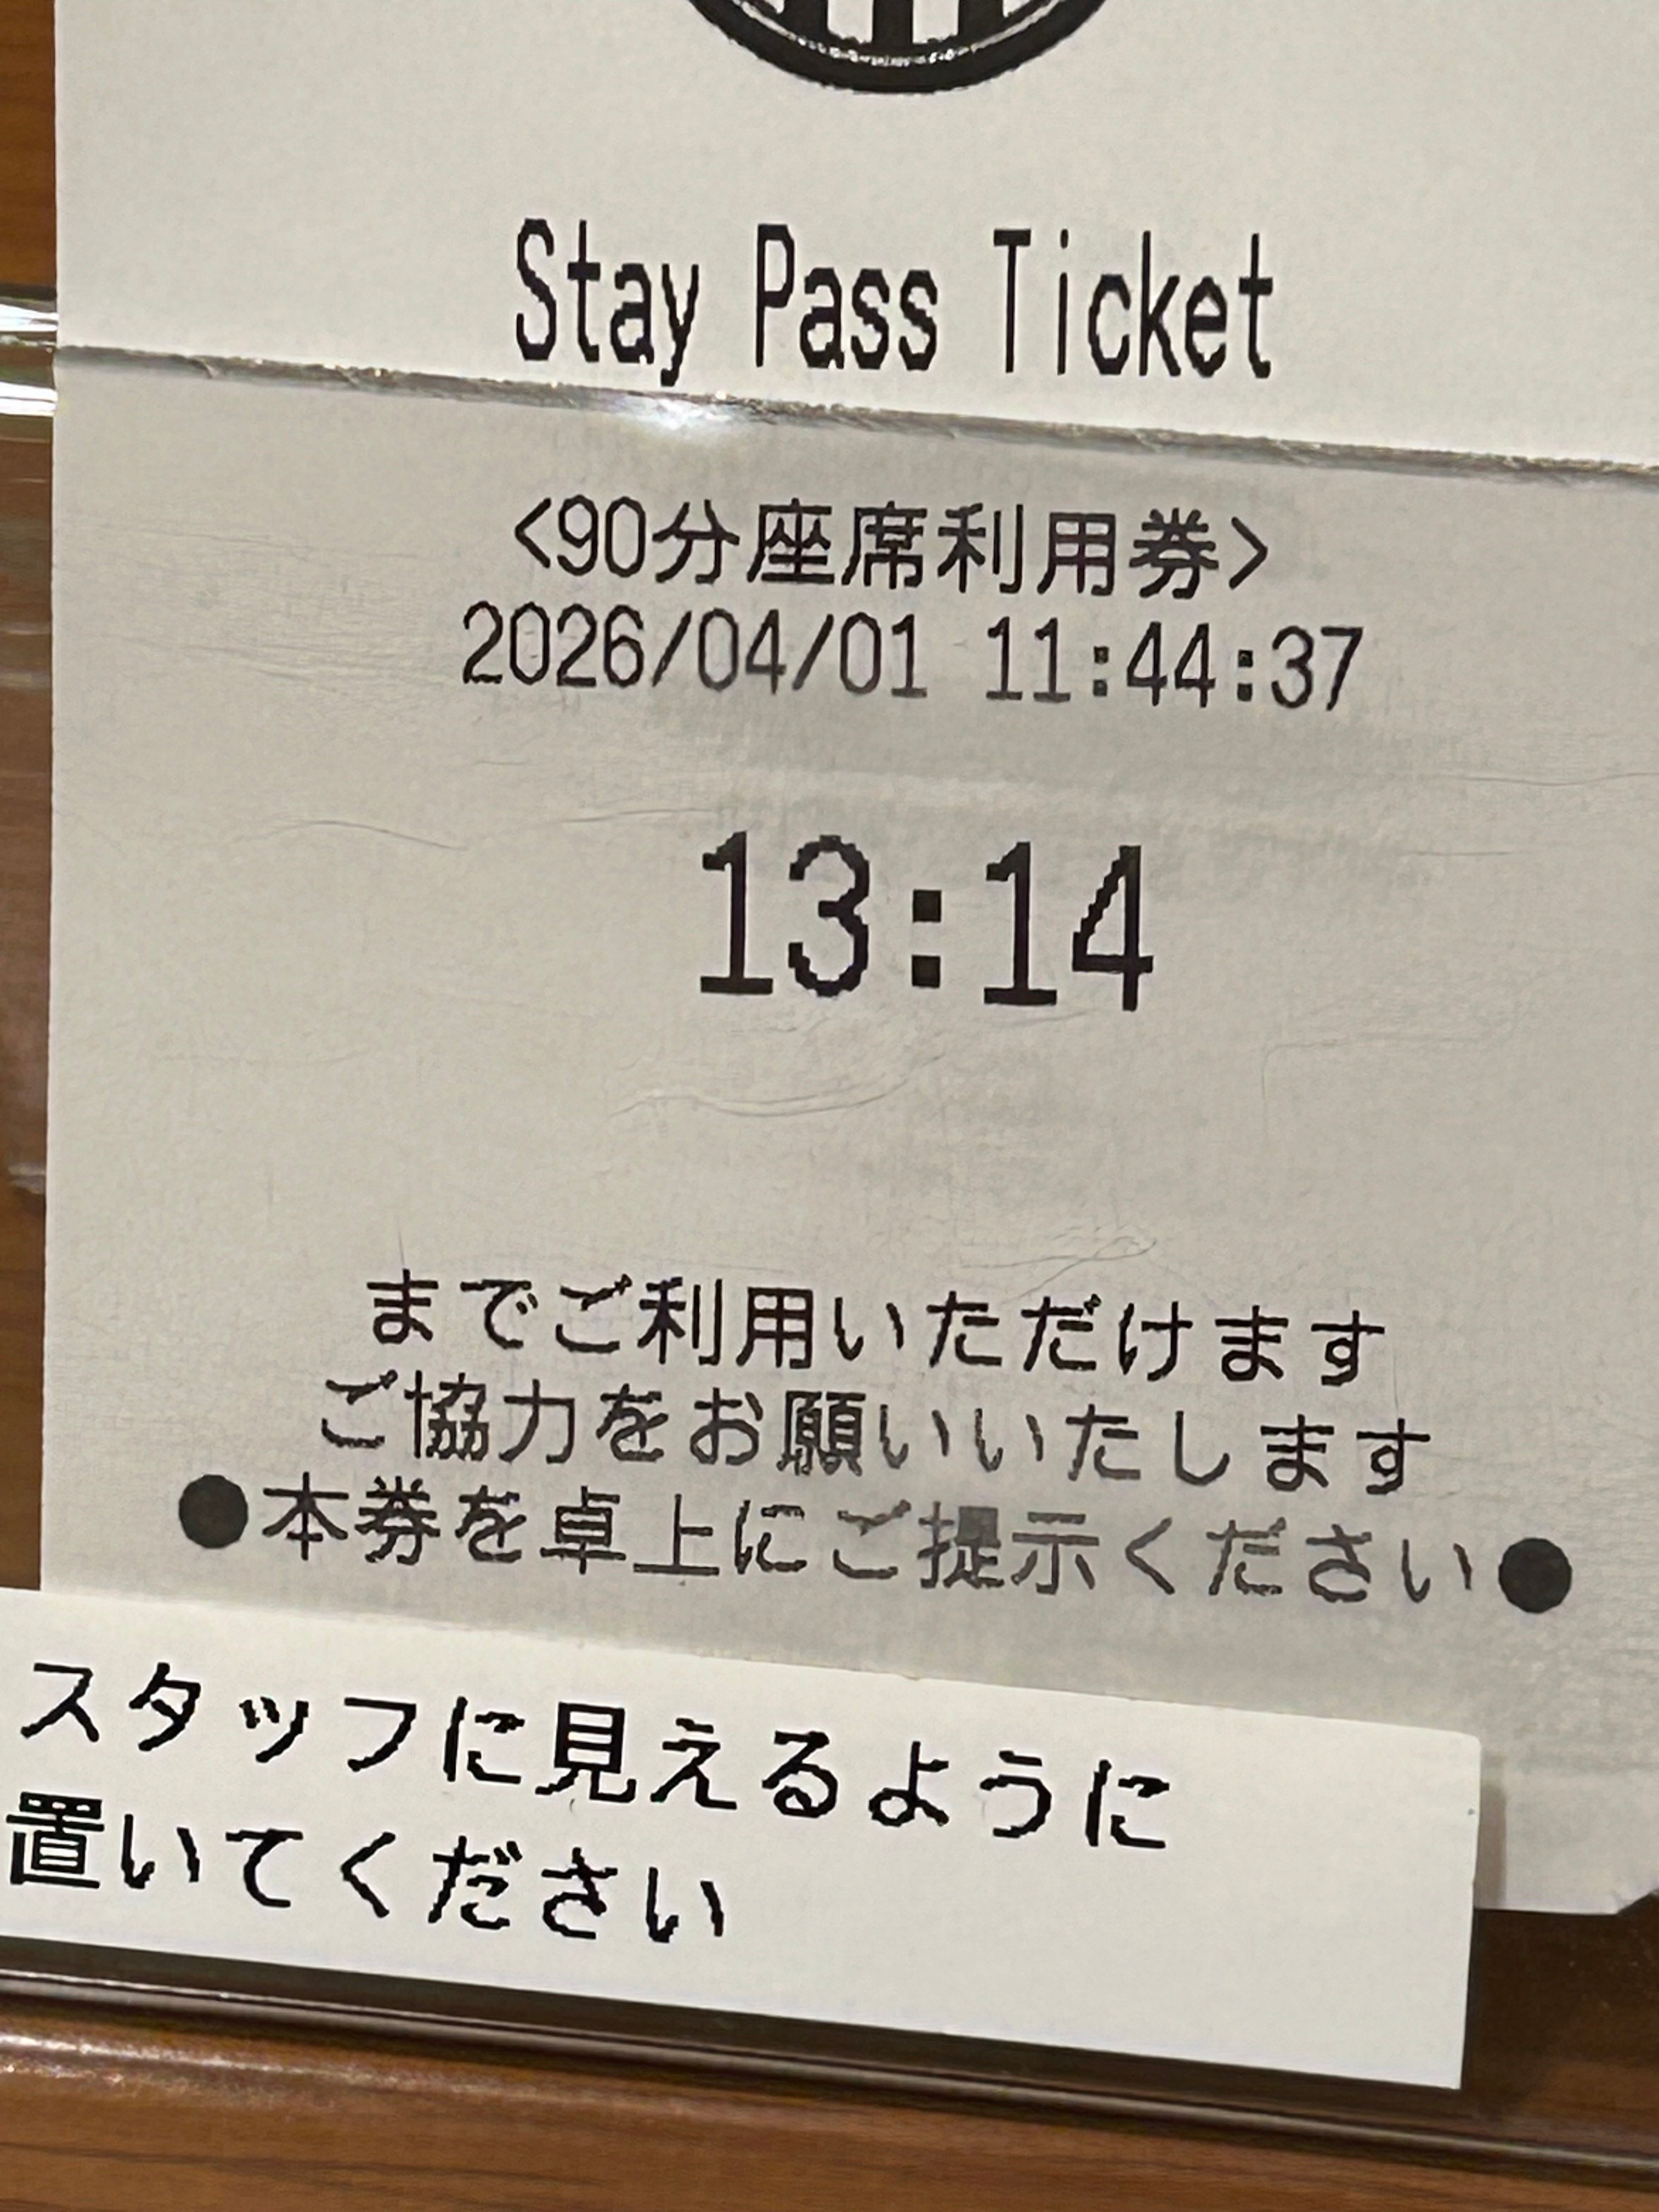 Stay Pass Ticket
<90分座席利用券>
2026/04/01 11:44:37
13:14
までご利用いただけます
ご協力をお願いいたします
●本券を卓上にご提示ください●
スタッフに見えるように
置いてください